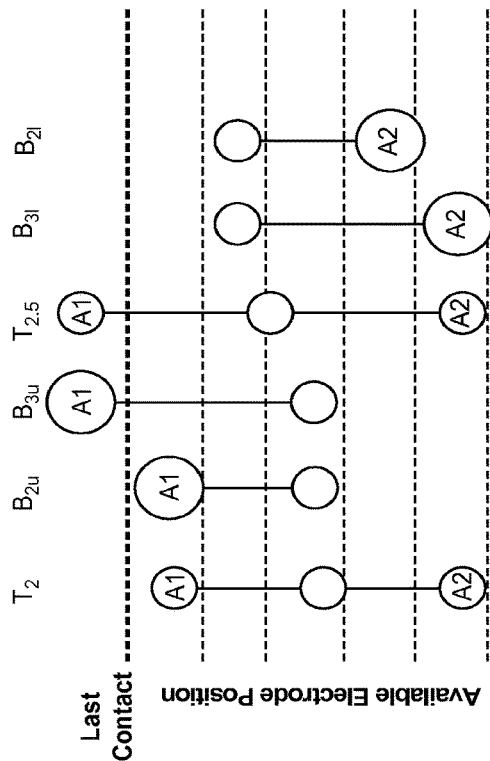 T2 B2u B3u T2.5 B3l B2l
Last
Contact
A1 A1
A1 A1
Available Electrode Position
A2
A2 A2 A2